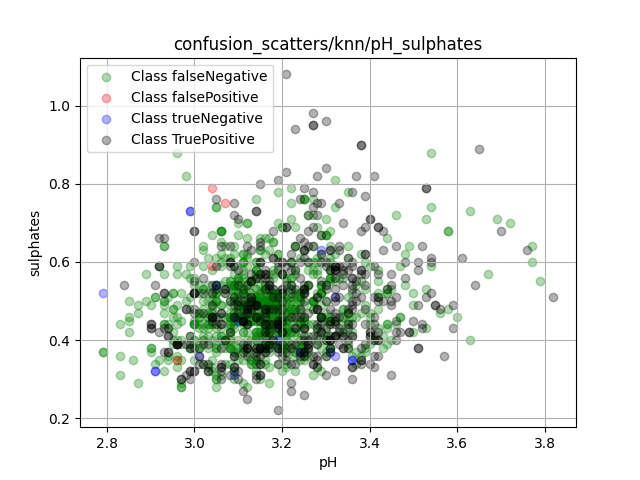 confusion_scatters/knn/pH_sulphates
Class falseNegative
Class falsePositive
Class trueNegative
Class TruePositive
sulphates
1.0
0.8
0.6
0.4
0.2
2.8 3.0 3.2 3.4 3.6 3.8
pH